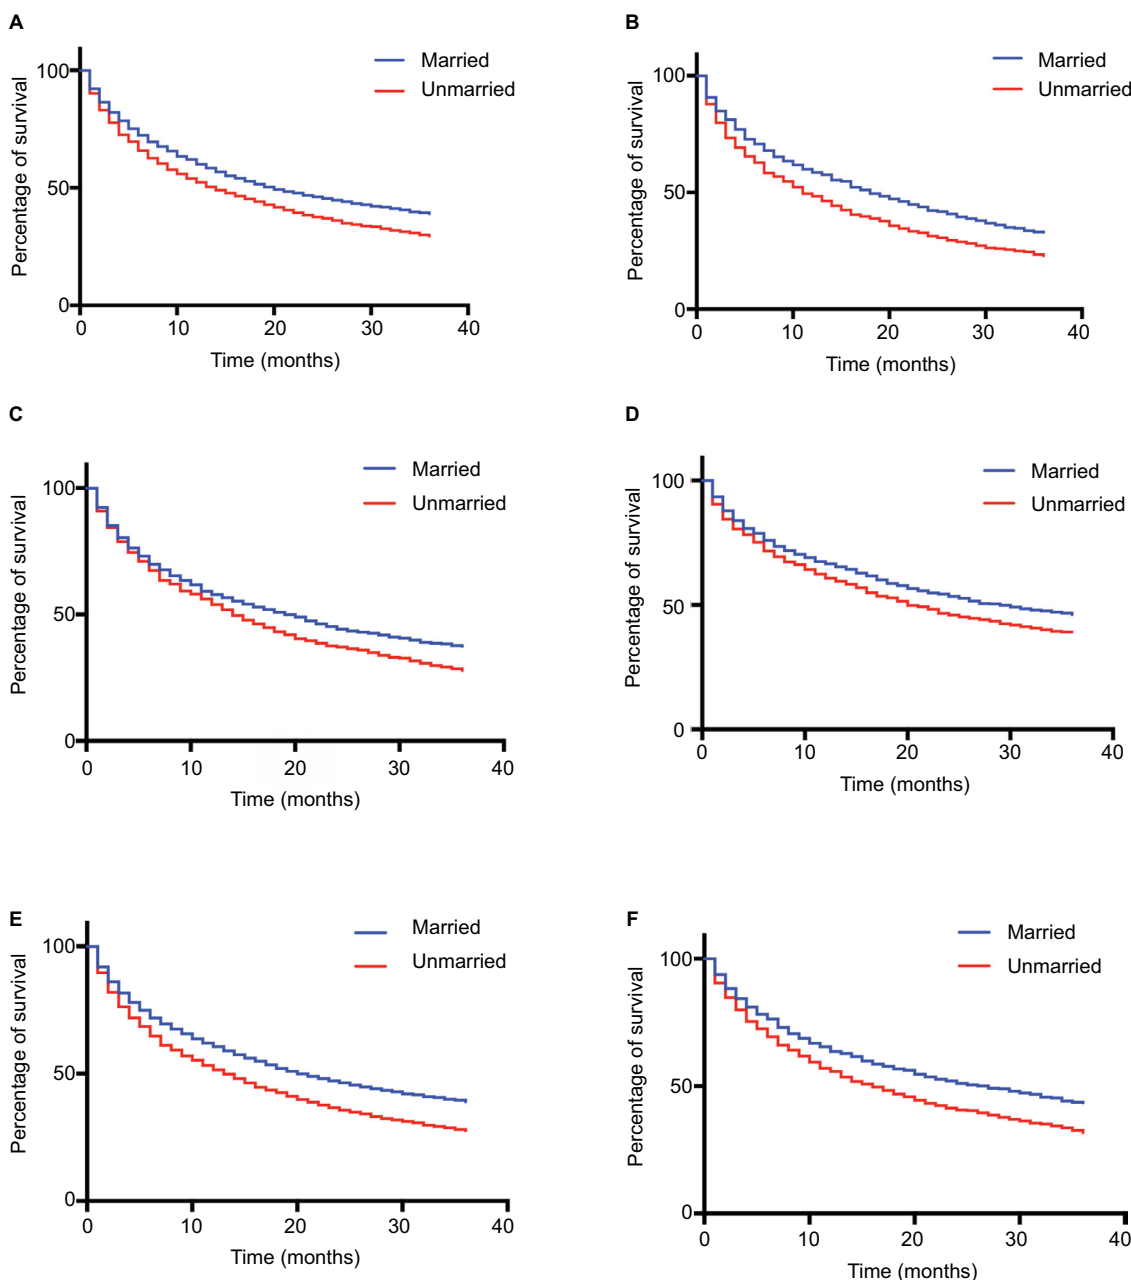 A
Percentage of survival
100
50
0
Married
Unmarried
0 10 20 30 40
Time (months)
B
Percentage of survival
100
50
0
Married
Unmarried
0 10 20 30 40
Time (months)
C
Percentage of survival
100
50
0
Married
Unmarried
0 10 20 30 40
Time (months)
D
Percentage of survival
100
50
0
Married
Unmarried
0 10 20 30 40
Time (months)
E
Percentage of survival
100
50
0
Married
Unmarried
0 10 20 30 40
Time (months)
F
Percentage of survival
100
50
0
Married
Unmarried
0 10 20 30 40
Time (months)